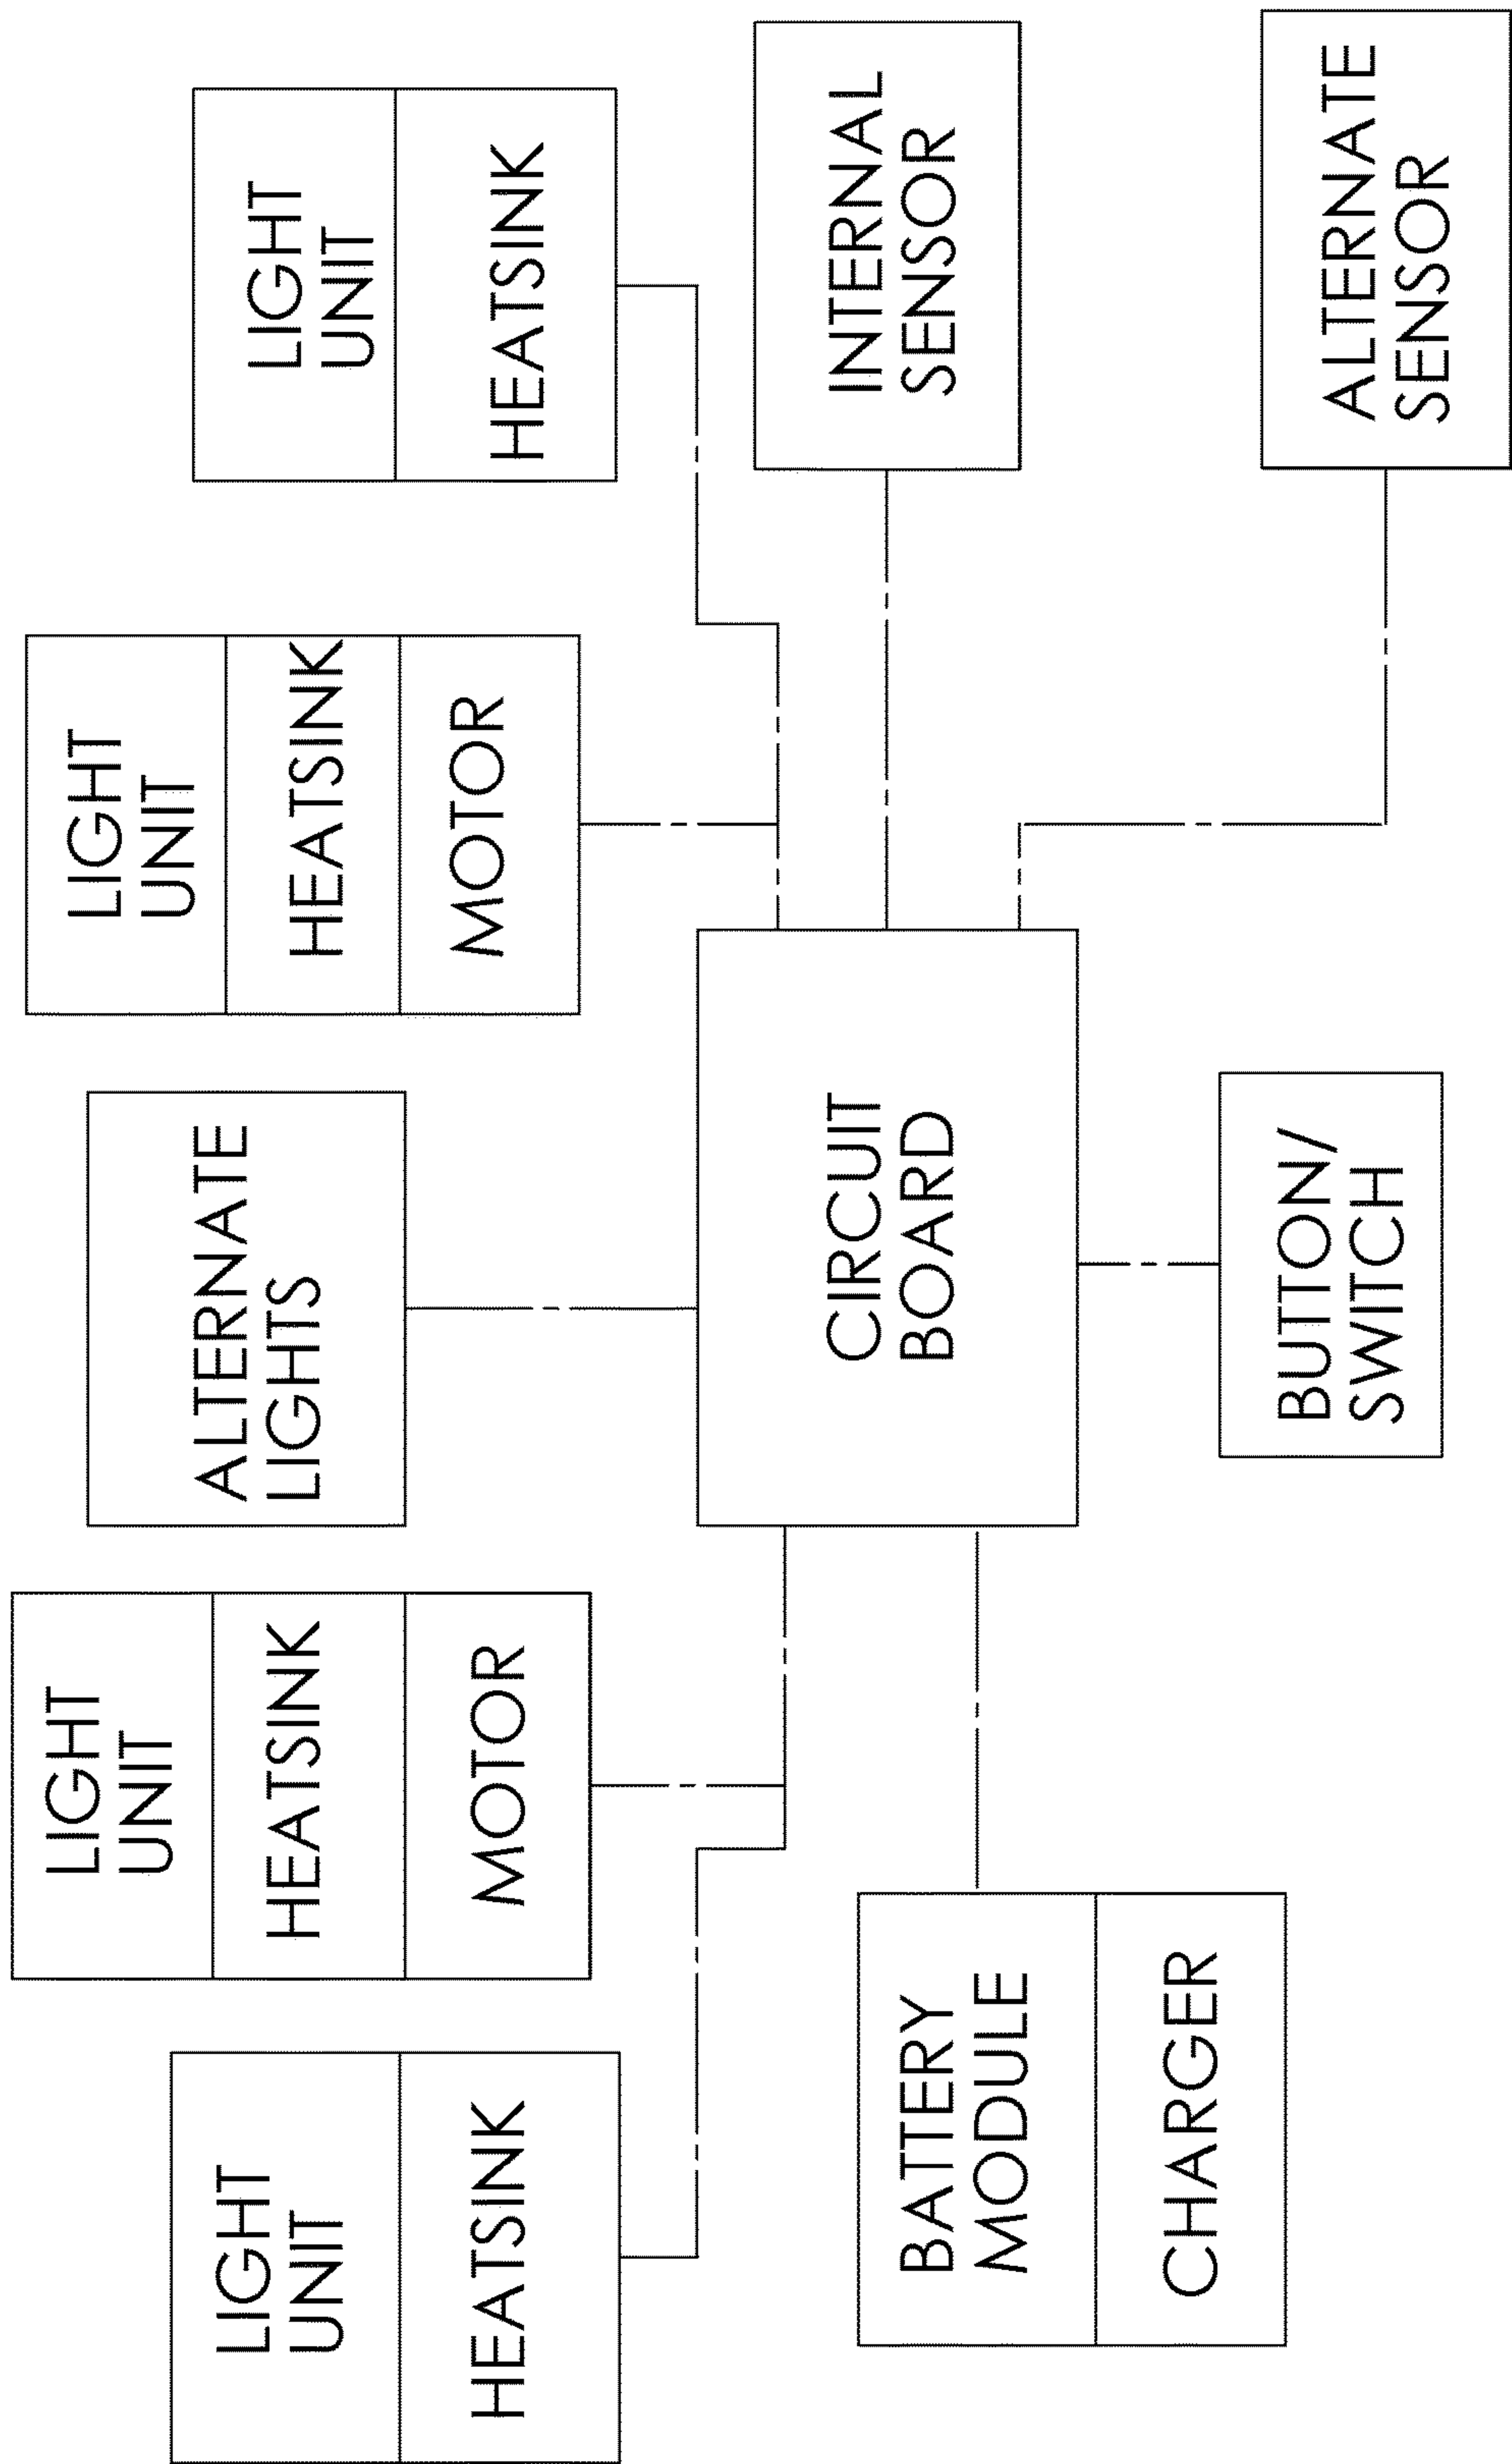 LIGHT
UNIT
HEATSINK
LIGHT
UNIT
HEATSINK
MOTOR
ALTERNATE
LIGHTS
LIGHT
UNIT
HEATSINK
MOTOR
LIGHT
UNIT
HEATSINK
BATTERY
MODULE
CHARGER
CIRCUIT
BOARD
INTERNAL
SENSOR
BUTTON/
SWITCH
ALTERNATE
SENSOR